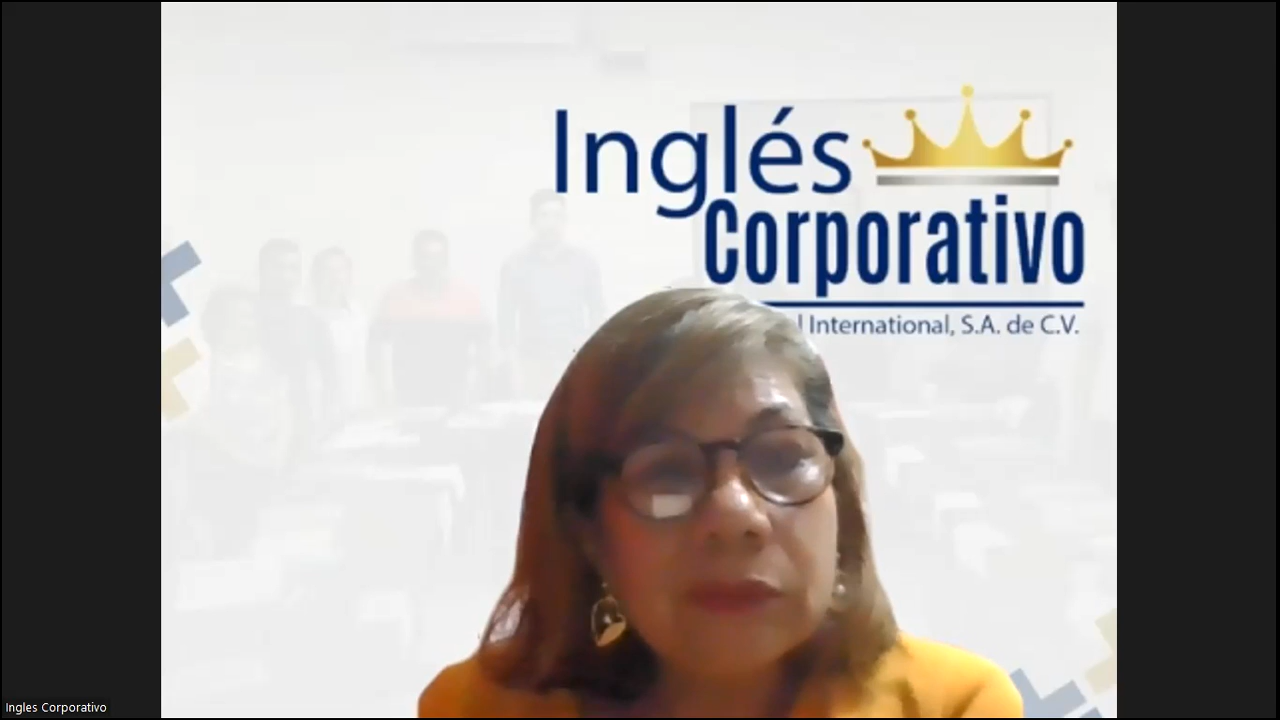 Inglés
Corporativo
International, S.A. de C.V.
Ingles Corporativo